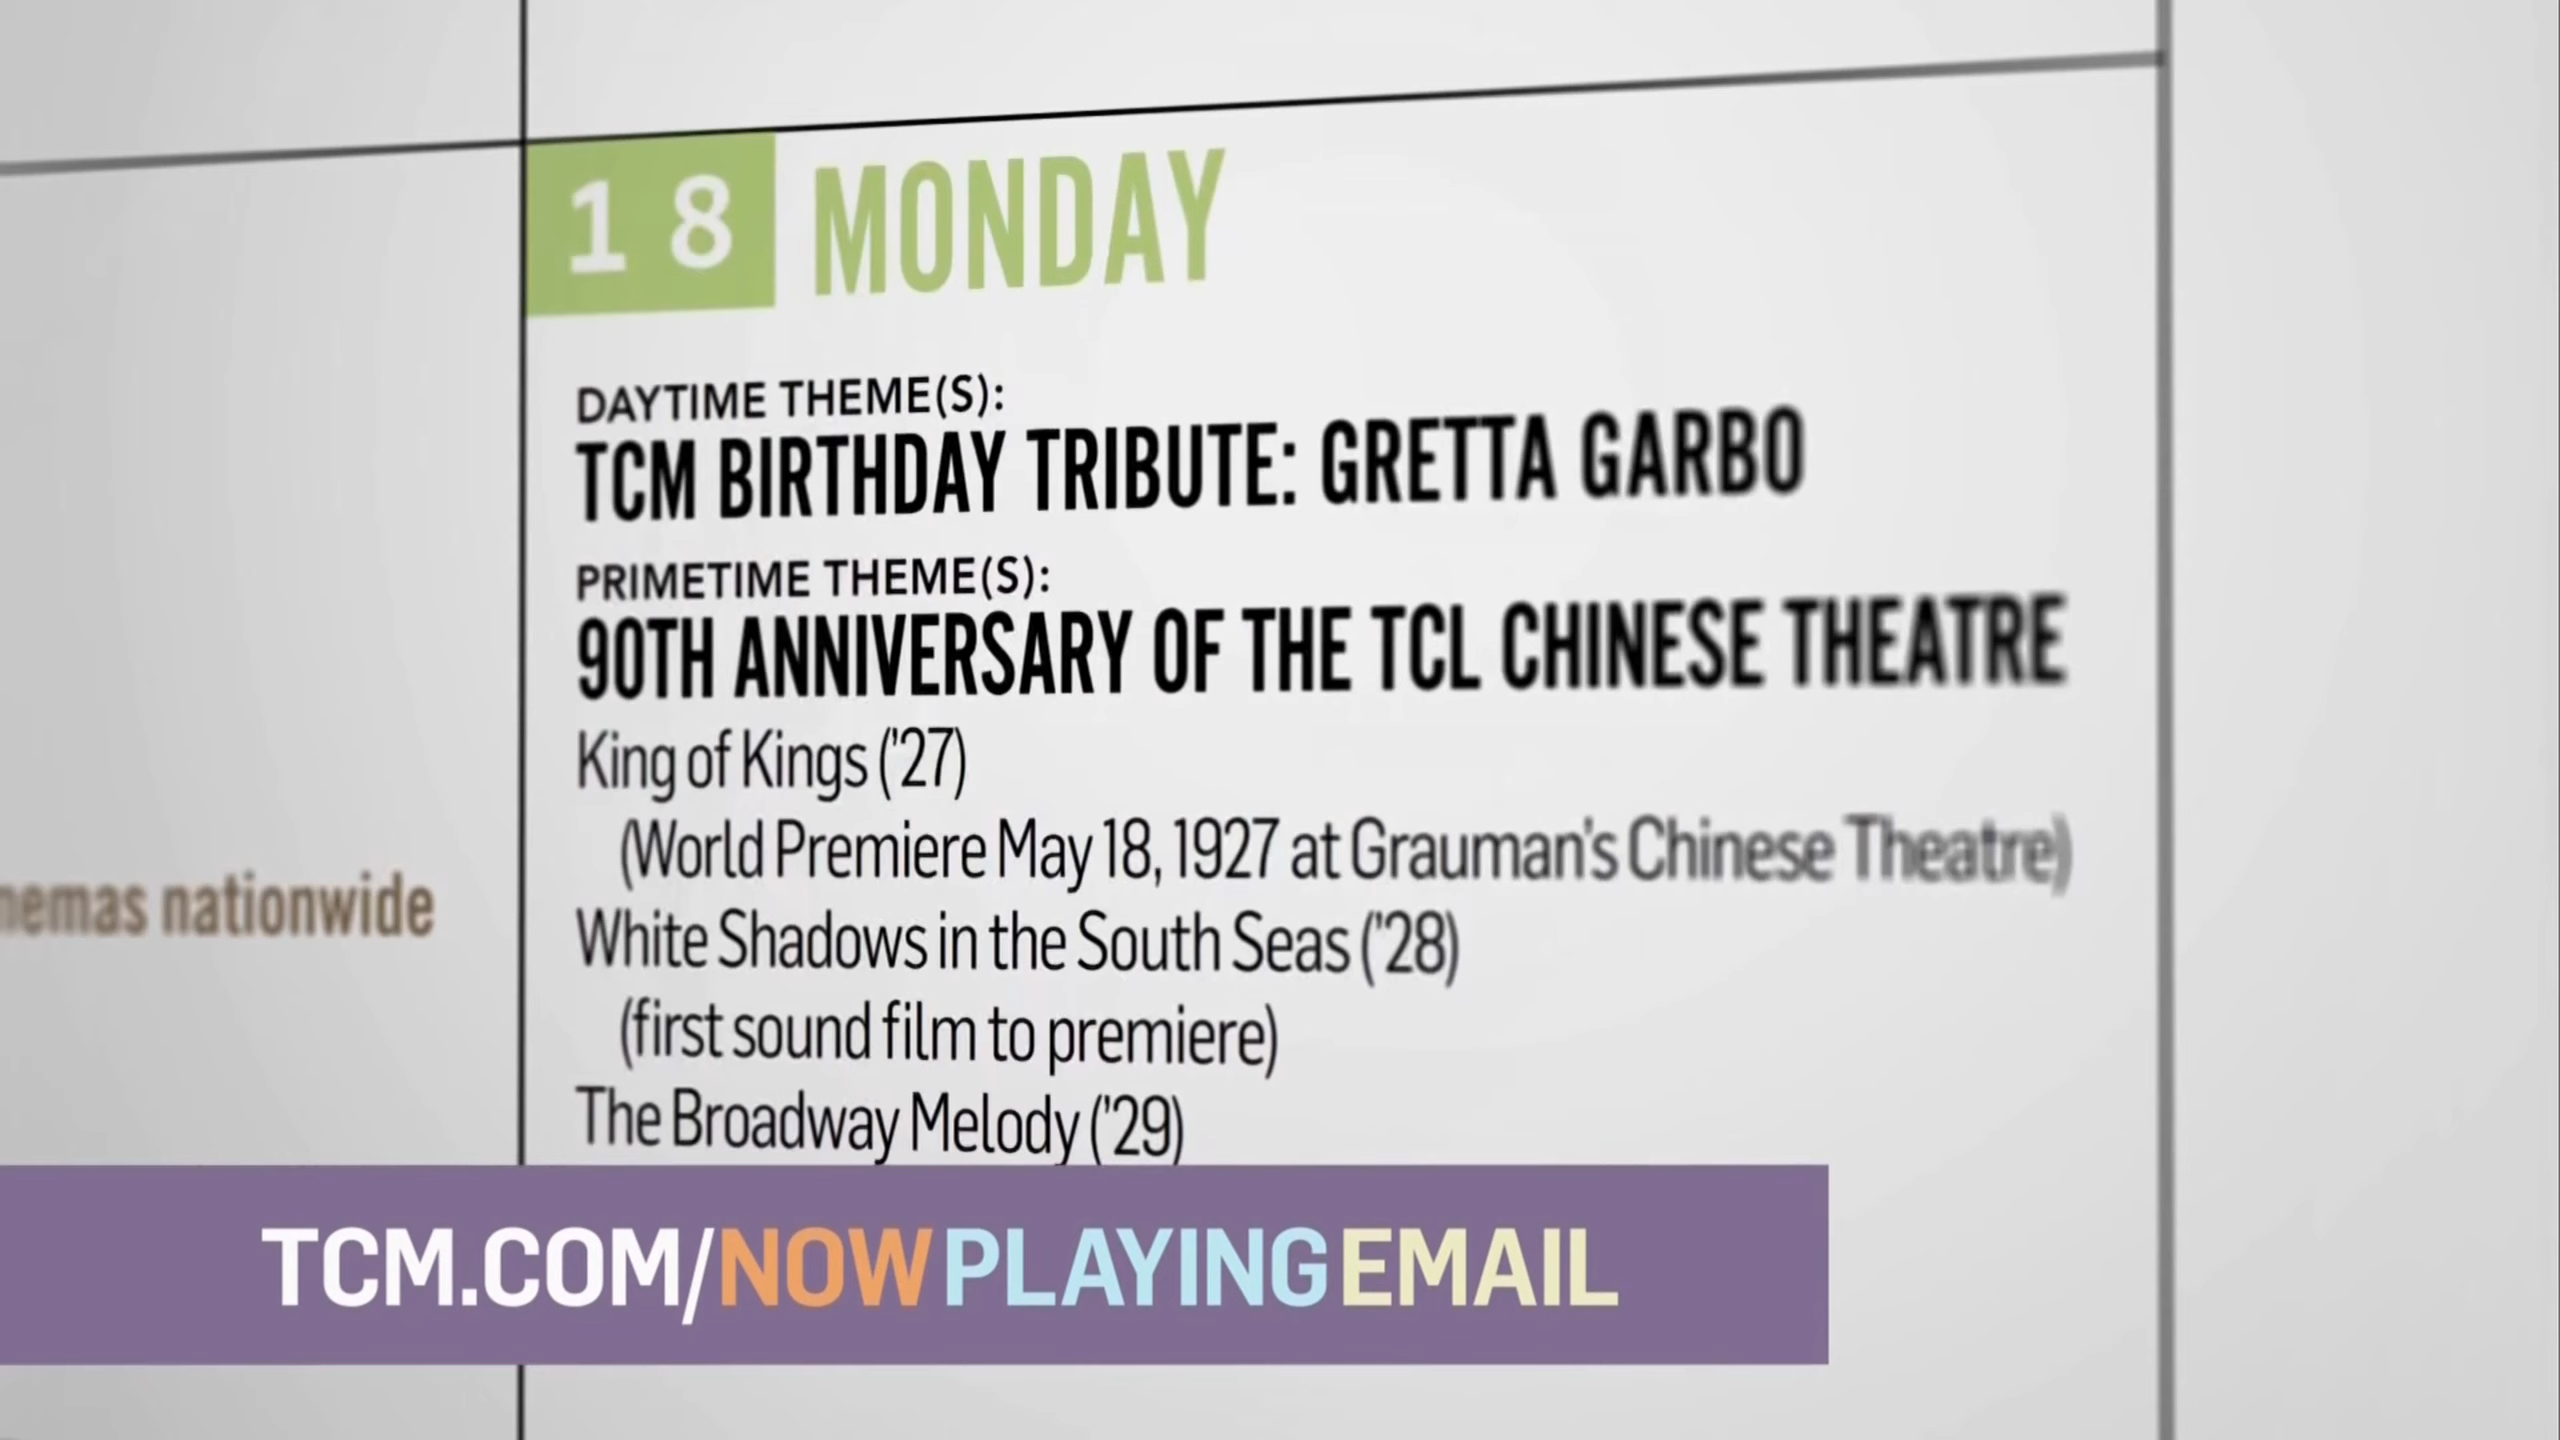 18 MONDAY
DAYTIME THEME(S):
TCM BIRTHDAY TRIBUTE: GRETTA GARBO
PRIMETIME THEME(S):
90TH ANNIVERSARY OF THE TCL CHINESE THEATRE
King of Kings ('27)
(World Premiere May 18, 1927 at Grauman's Chinese Theatre)
White Shadows in the South Seas ('28)
(first sound film to premiere)
The Broadway Melody ('29)
nationwide
TCM.COM/NOWPLAYINGEMAIL